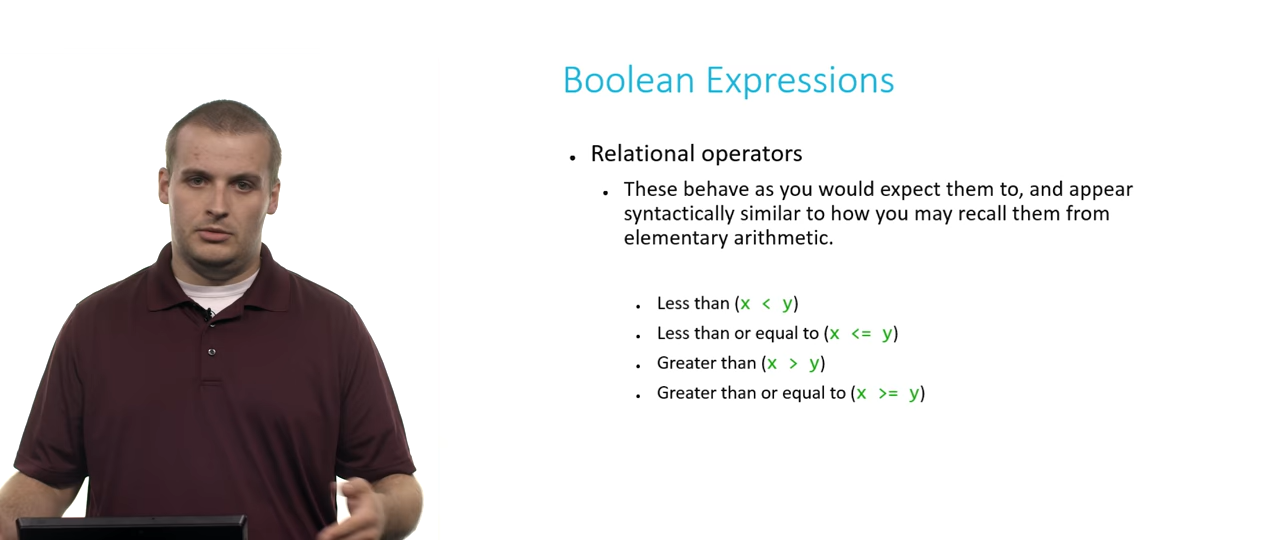 Boolean Expressions
• Relational operators
• These behave as you would expect them to, and appear
syntactically similar to how you may recall them from
elementary arithmetic.
• Less than (x < y)
• Less than or equal to (x <= y)
• Greater than (x > y)
• Greater than or equal to (x >= y)